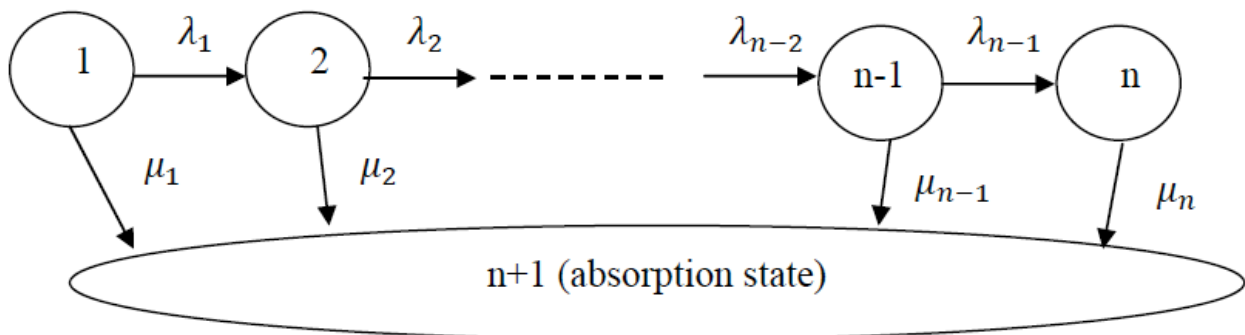 λ₁ λ₂ λₙ₋₂ λₙ₋₁
1 2 n-1 n
μ₁ μ₂ μₙ₋₁ μₙ
n+1 (absorption state)